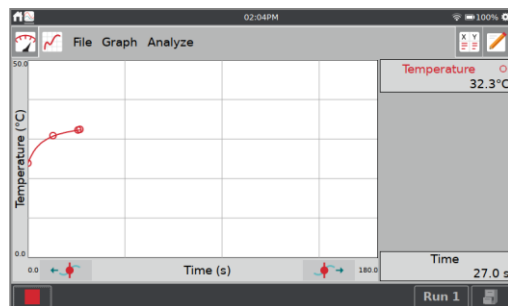 02:04PM
100%
File Graph Analyze
X Y
Temperature
32.3°C
50.0
Temperature (°C)
0.0
0.0
Time (s)
180.0
Time
27.0 s
Run 1